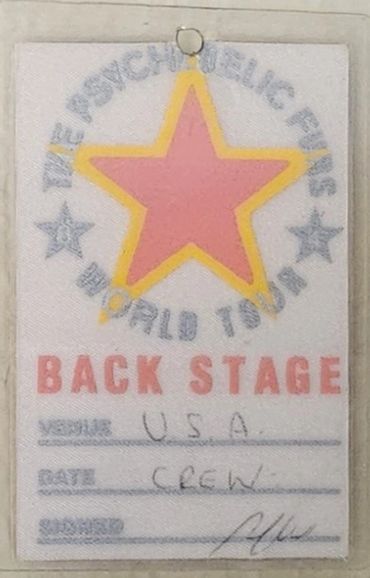 THE PSYCHEDELIC FURS
WORLD TOUR
BACK STAGE
VENUE U.S.A.
DATE CREW
SIGNED